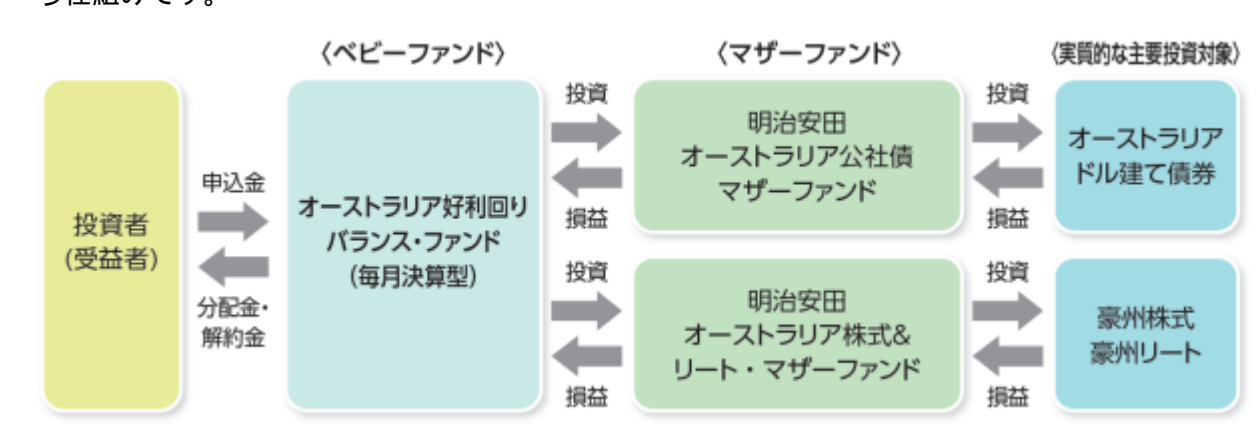 う仕組みです。
〈ベビーファンド〉
〈マザーファンド〉
〈実質的な主要投資対象〉
投資者
(受益者)
申込金
分配金・
解約金
オーストラリア好利回り
バランス・ファンド
(毎月決算型)
投資
損益
明治安田
オーストラリア公社債
マザーファンド
投資
損益
オーストラリア
ドル建て債券
投資
損益
明治安田
オーストラリア株式&
リート・マザーファンド
投資
損益
豪州株式
豪州リート